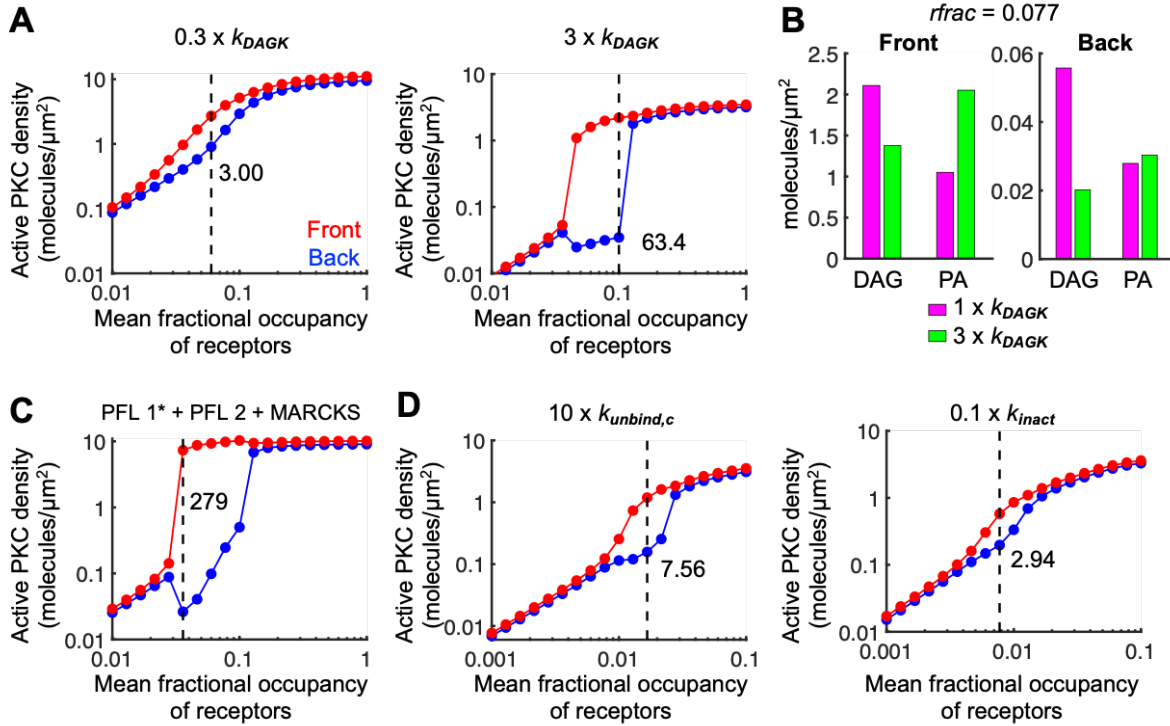 A
0.3 x kDAGK
Active PKC density
(molecules/µm²)
10
1
0.1
0.01
3.00
Front
Back
0.01
0.1
1
Mean fractional occupancy
of receptors
3 x kDAGK
Active PKC density
(molecules/µm²)
10
1
0.1
0.01
63.4
0.01
0.1
1
Mean fractional occupancy
of receptors
B
rfrac = 0.077
Front
Back
molecules/µm²
2.5
2
1.5
1
0.5
0
DAG
PA
0.06
0.04
0.02
0
DAG
PA
1 x kDAGK
3 x kDAGK
C
PFL 1* + PFL 2 + MARCKS
Active PKC density
(molecules/µm²)
10
1
0.1
0.01
279
0.01
0.1
1
Mean fractional occupancy
of receptors
D
10 x kunbind,c
Active PKC density
(molecules/µm²)
10
1
0.1
0.01
7.56
0.001
0.01
0.1
Mean fractional occupancy
of receptors
0.1 x kinact
Active PKC density
(molecules/µm²)
10
1
0.1
0.01
2.94
0.001
0.01
0.1
Mean fractional occupancy
of receptors